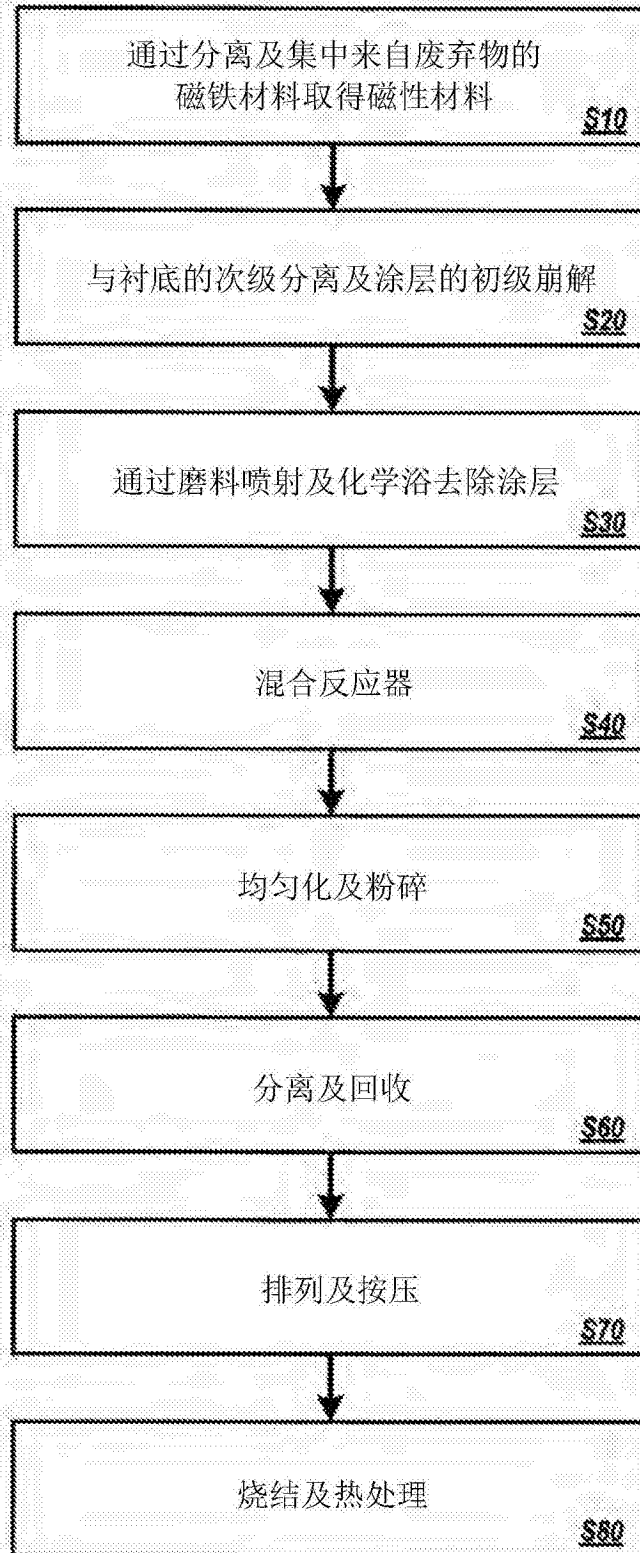 通过分离及集中来自废弃物的
磁铁材料取得磁性材料
S10
与衬底的次级分离及涂层的初级崩解
S20
通过磨料喷射及化学浴去除涂层
S30
混合反应器
S40
均匀化及粉碎
S50
分离及回收
S60
排列及按压
S70
烧结及热处理
S80